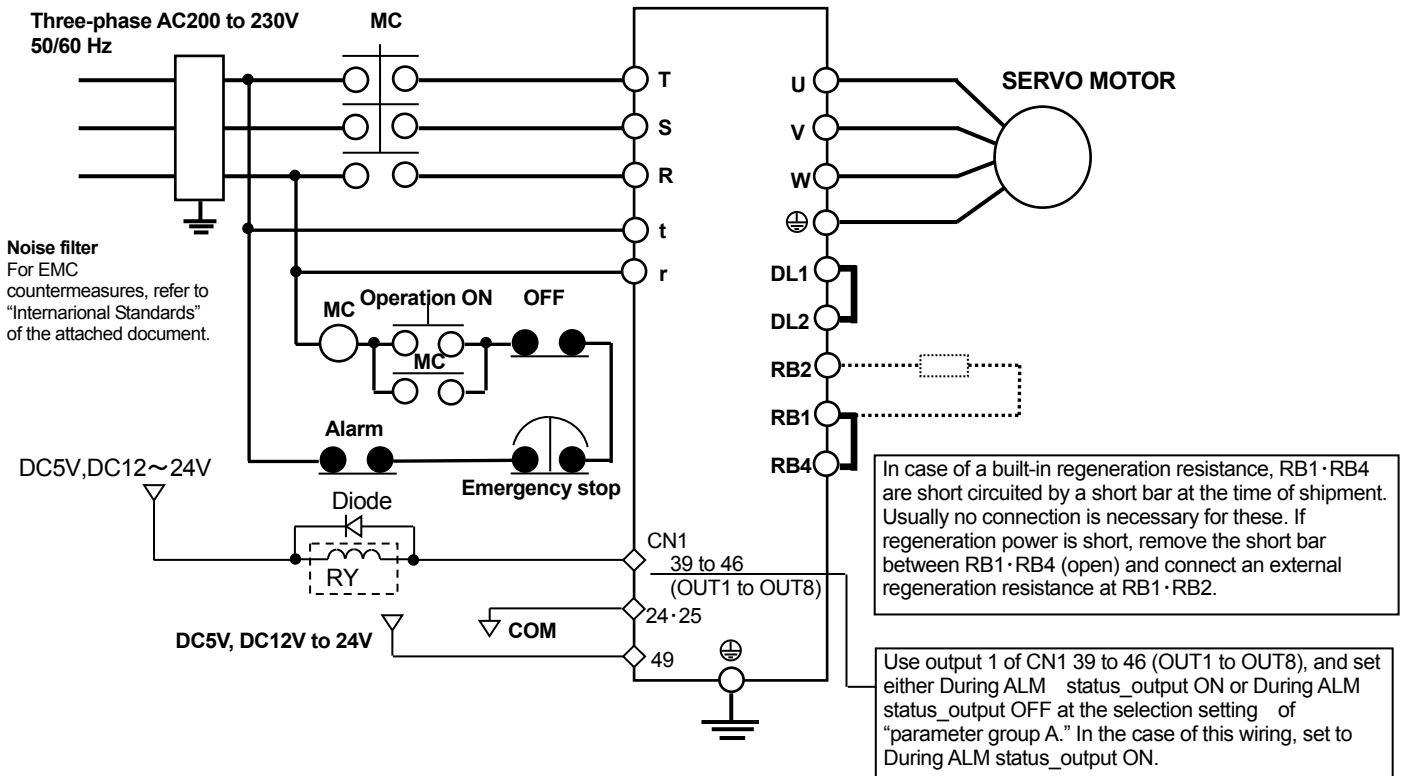 Three-phase AC200 to 230V
50/60 Hz
MC
T
S
R
t
r
U
V
W
SERVO MOTOR
DL1
DL2
RB2
RB1
RB4
Noise filter
For EMC
countermeasures, refer to
“Internarional Standards”
of the attached document.
MC
Operation ON
OFF
MC
Alarm
Emergency stop
DC5V,DC12～24V
Diode
RY
CN1
39 to 46
(OUT1 to OUT8)
24･25
COM
DC5V, DC12V to 24V
49
In case of a built-in regeneration resistance, RB1･RB4
are short circuited by a short bar at the time of shipment.
Usually no connection is necessary for these. If
regeneration power is short, remove the short bar
between RB1･RB4 (open) and connect an external
regeneration resistance at RB1･RB2.
Use output 1 of CN1 39 to 46 (OUT1 to OUT8), and set
either During ALM status_output ON or During ALM
status_output OFF at the selection setting of
“parameter group A.” In the case of this wiring, set to
During ALM status_output ON.